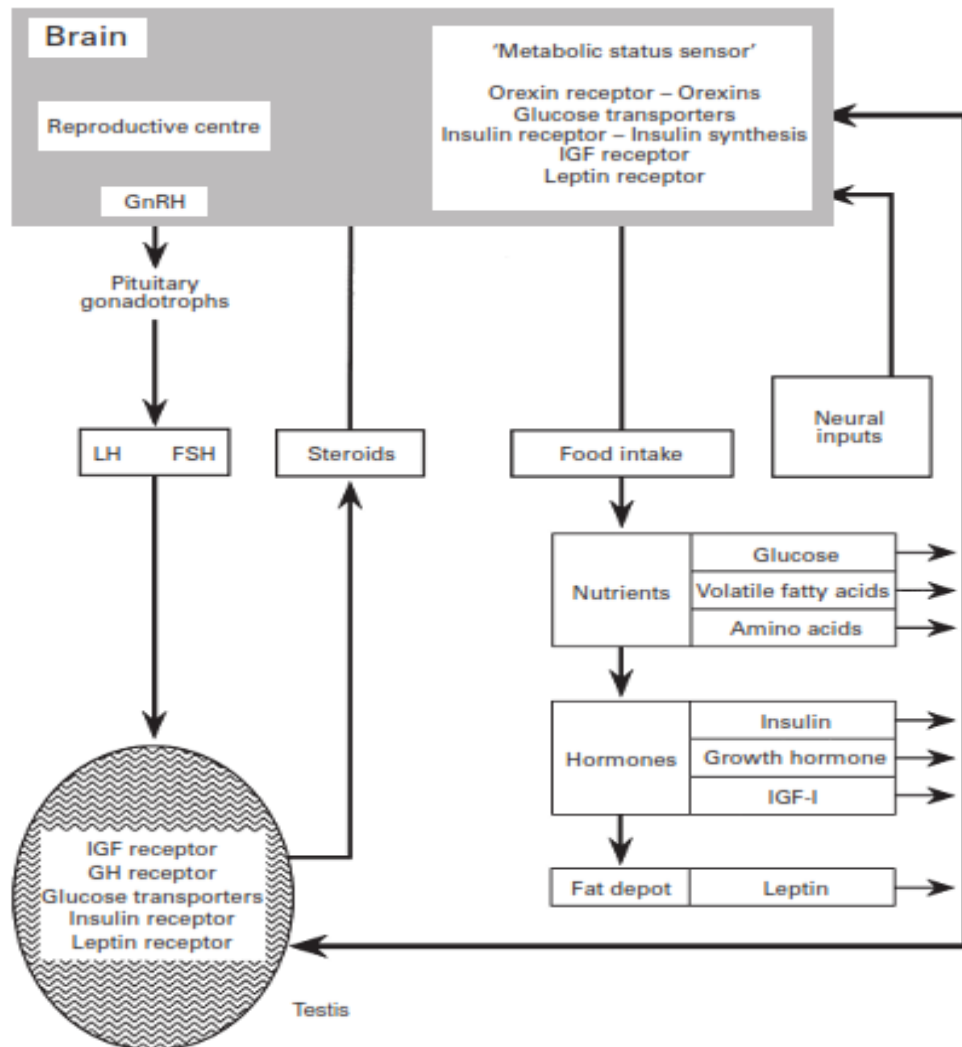 Brain
Reproductive centre
GnRH
'Metabolic status sensor'
Orexin receptor – Orexins
Glucose transporters
Insulin receptor – Insulin synthesis
IGF receptor
Leptin receptor
Pituitary
gonadotrophs
LH FSH
Steroids
Food intake
Neural
inputs
Nutrients
Glucose
Volatile fatty acids
Amino acids
Hormones
Insulin
Growth hormone
IGF-I
Fat depot
Leptin
IGF receptor
GH receptor
Glucose transporters
Insulin receptor
Leptin receptor
Testis